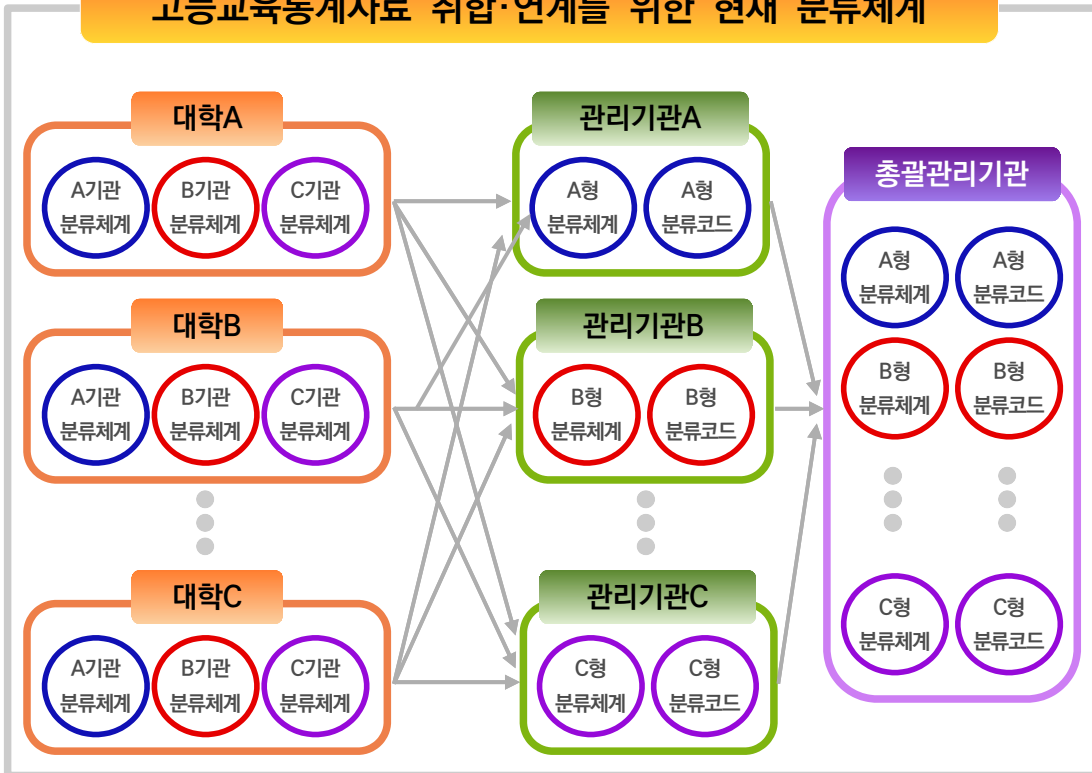 고등교육통계자료 취합·연계를 위한 현재 분류체계
대학A
A기관
분류체계
B기관
분류체계
C기관
분류체계
관리기관A
A형
분류체계
A형
분류코드
총괄관리기관
A형
분류체계
A형
분류코드
B형
분류체계
B형
분류코드
C형
분류체계
C형
분류코드
대학B
A기관
분류체계
B기관
분류체계
C기관
분류체계
관리기관B
B형
분류체계
B형
분류코드
대학C
A기관
분류체계
B기관
분류체계
C기관
분류체계
관리기관C
C형
분류체계
C형
분류코드